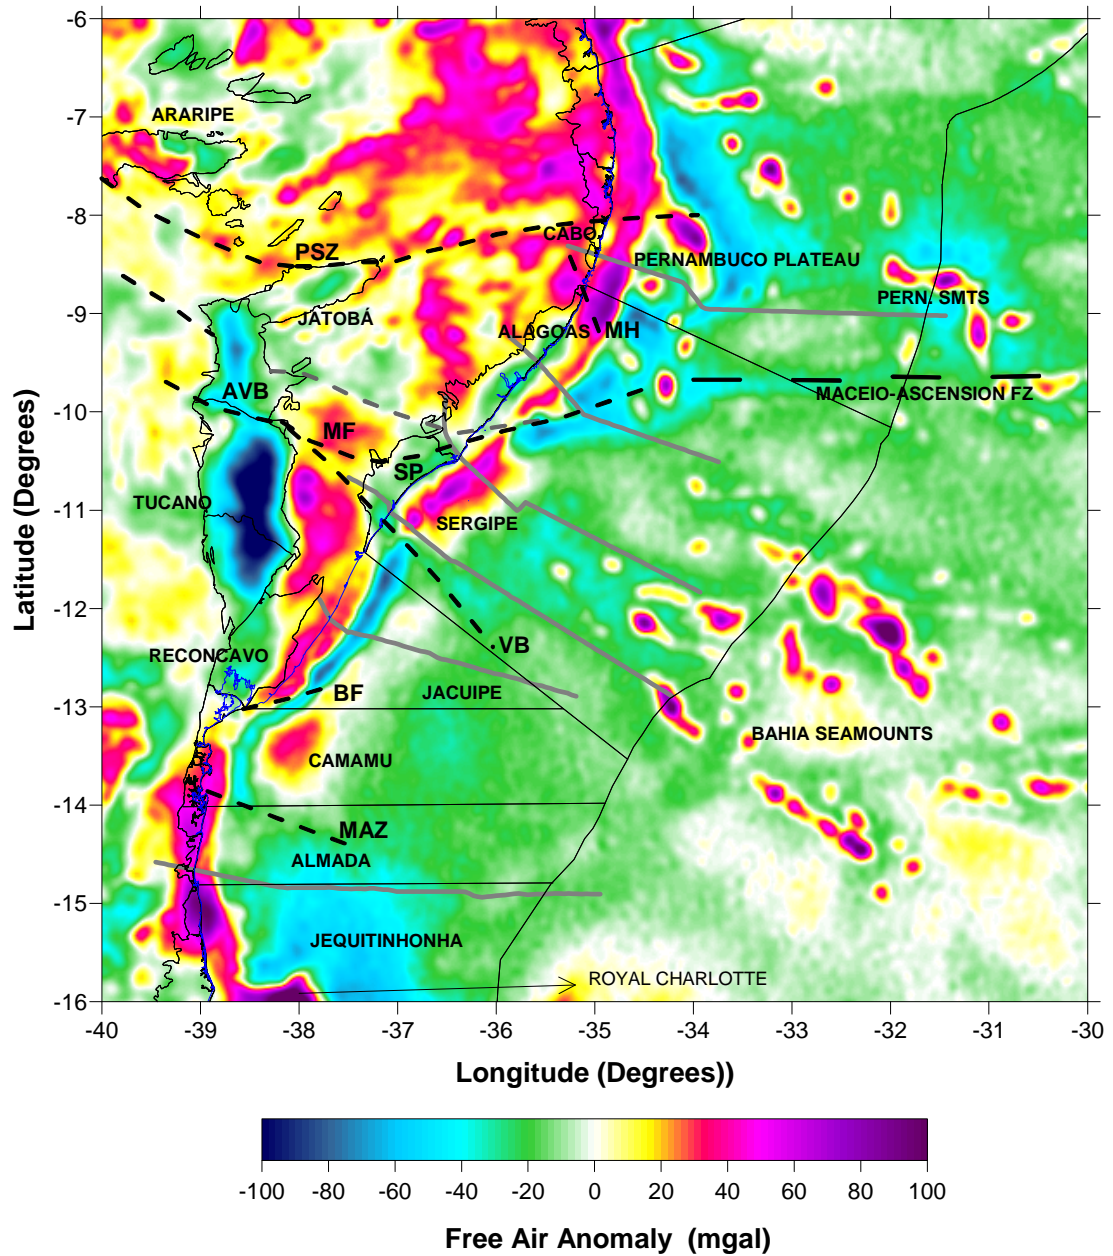 -6
-7
ARARIPE
-8
CABO
PSZ
PERNAMBUCO PLATEAU
PERN. SMTS
-9
JATOBÁ
ALAGOAS
MH
AVB
MACEIO-ASCENSION FZ
-10
MF
SP
TUCANO
-11
SERGIPE
-12
VB
RECONCAVO
BF
JACUIPE
-13
BAHIA SEAMOUNTS
CAMAMU
-14
MAZ
ALMADA
-15
JEQUITINHONHA
ROYAL CHARLOTTE
-16
Latitude (Degrees)
-40 -39 -38 -37 -36 -35 -34 -33 -32 -31 -30
Longitude (Degrees))
-100 -80 -60 -40 -20 0 20 40 60 80 100
Free Air Anomaly (mgal)